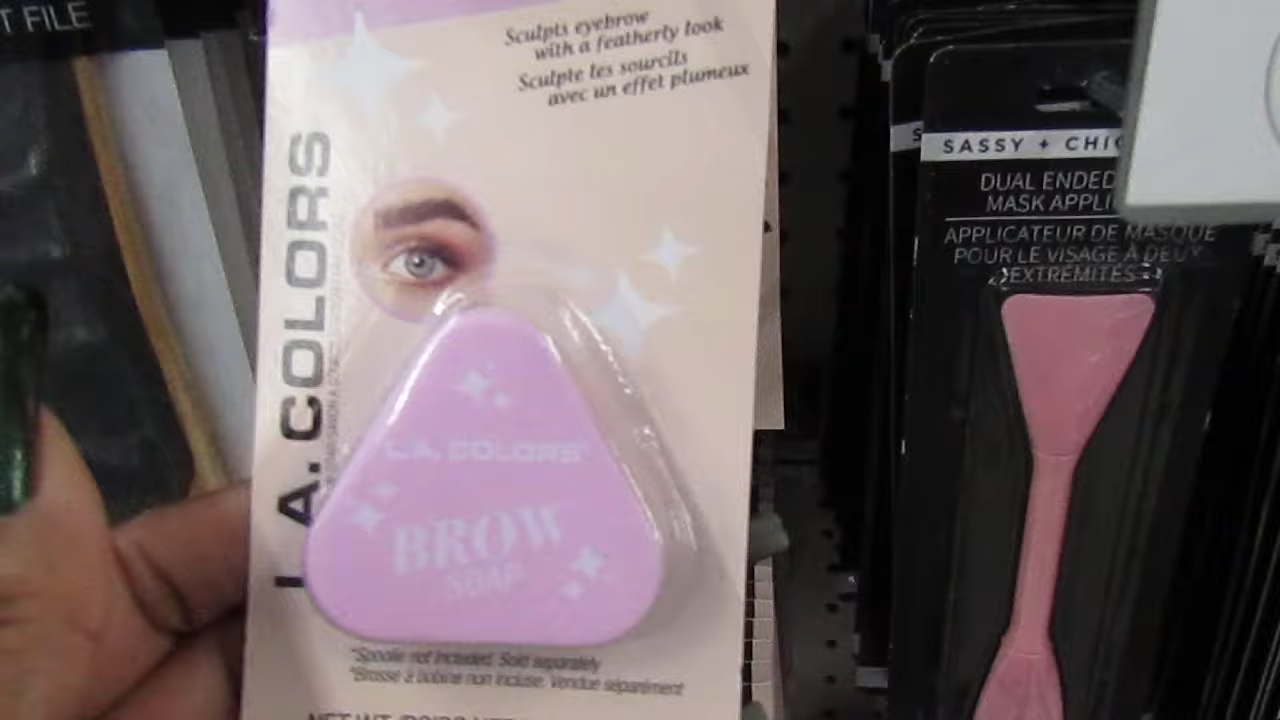 T FILE
Sculpts eyebrow
with a featherly look
Sculpte tes sourcils
avec un effet plumeux
L.A. COLORS
L.A. COLORS
BROW
SOAP
*Spoolie not included. Sold separately
*Brosse à bobine non incluse. Vendue séparément
NET WT.
S
SASSY + CHIC
DUAL ENDED
MASK APPLI
APPLICATEUR DE MASQUE
POUR LE VISAGE À DEUX
EXTRÉMITÉS